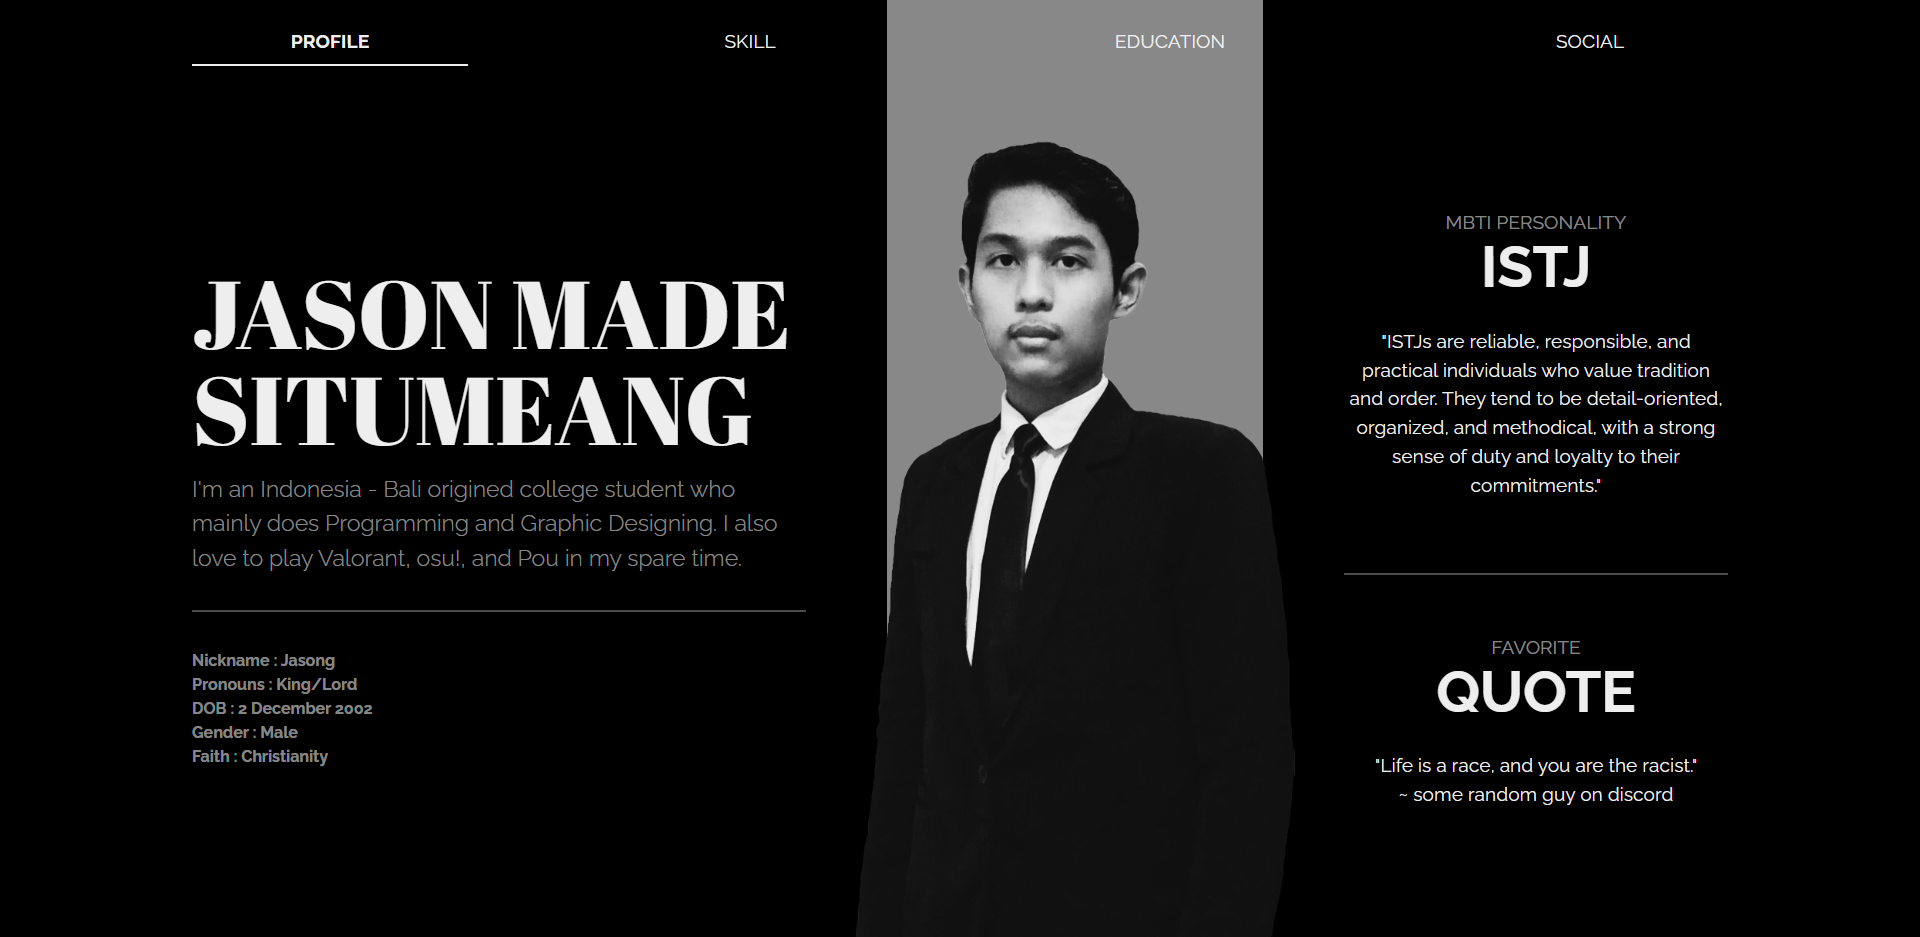 PROFILE
SKILL
EDUCATION
SOCIAL
JASON MADE
SITUMEANG
I'm an Indonesia - Bali origined college student who
mainly does Programming and Graphic Designing. I also
love to play Valorant, osu!, and Pou in my spare time.
Nickname : Jasong
Pronouns : King/Lord
DOB : 2 December 2002
Gender : Male
Faith : Christianity
MBTI PERSONALITY
ISTJ
"ISTJs are reliable, responsible, and
practical individuals who value tradition
and order. They tend to be detail-oriented,
organized, and methodical, with a strong
sense of duty and loyalty to their
commitments."
FAVORITE
QUOTE
"Life is a race, and you are the racist."
~ some random guy on discord